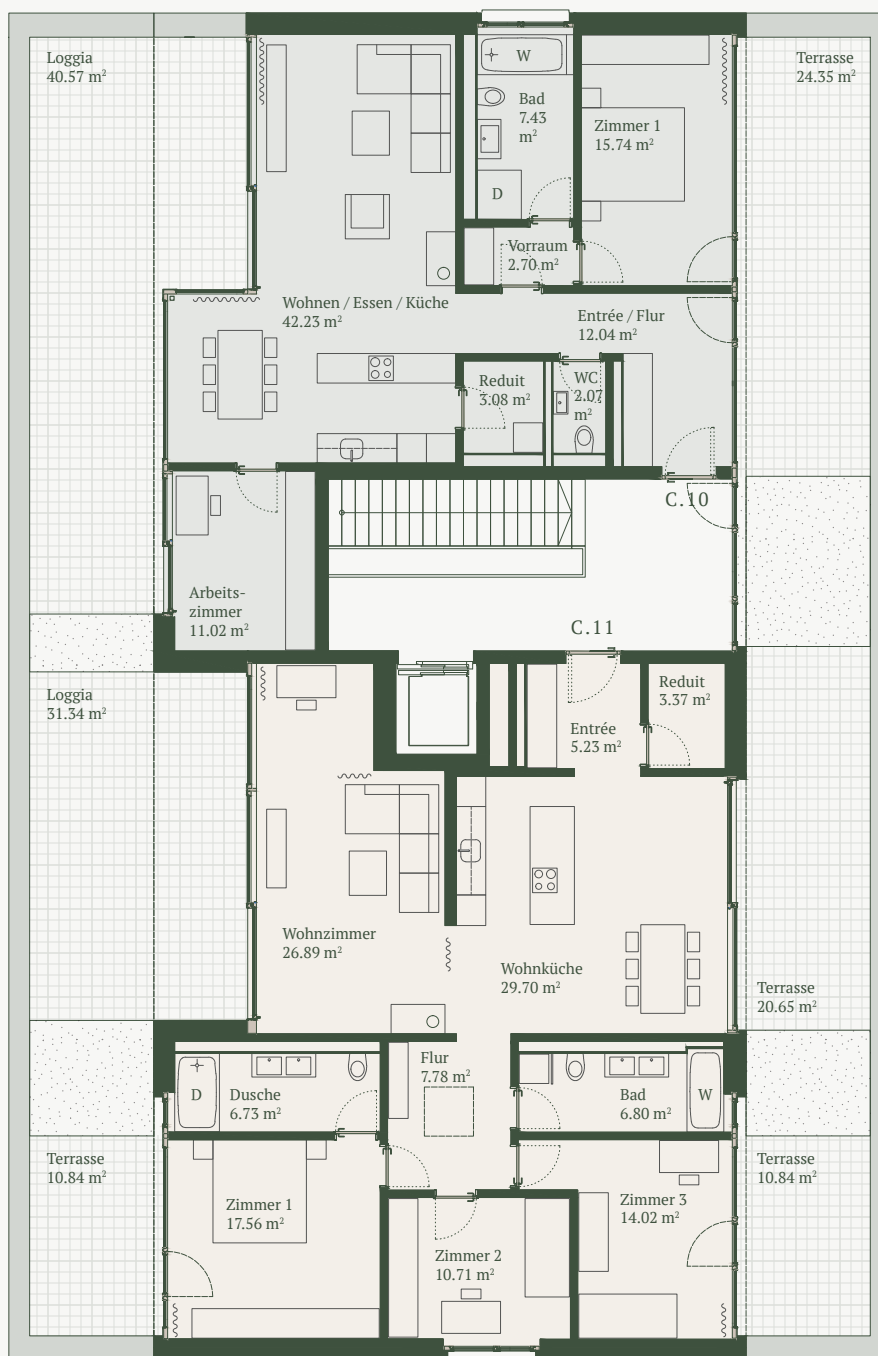 Loggia
40.57 m²
Terrasse
24.35 m²
W
Bad
7.43
m²
D
Zimmer 1
15.74 m²
Vorraum
2.70 m²
Wohnen / Essen / Küche
42.23 m²
Entrée / Flur
12.04 m²
Reduit
3.08 m²
WC
2.07
m²
C.10
Arbeits-
zimmer
11.02 m²
C.11
Loggia
31.34 m²
Reduit
3.37 m²
Entrée
5.23 m²
Wohnzimmer
26.89 m²
Wohnküche
29.70 m²
Terrasse
20.65 m²
Flur
7.78 m²
D
Dusche
6.73 m²
Bad
6.80 m²
W
Terrasse
10.84 m²
Terrasse
10.84 m²
Zimmer 1
17.56 m²
Zimmer 3
14.02 m²
Zimmer 2
10.71 m²